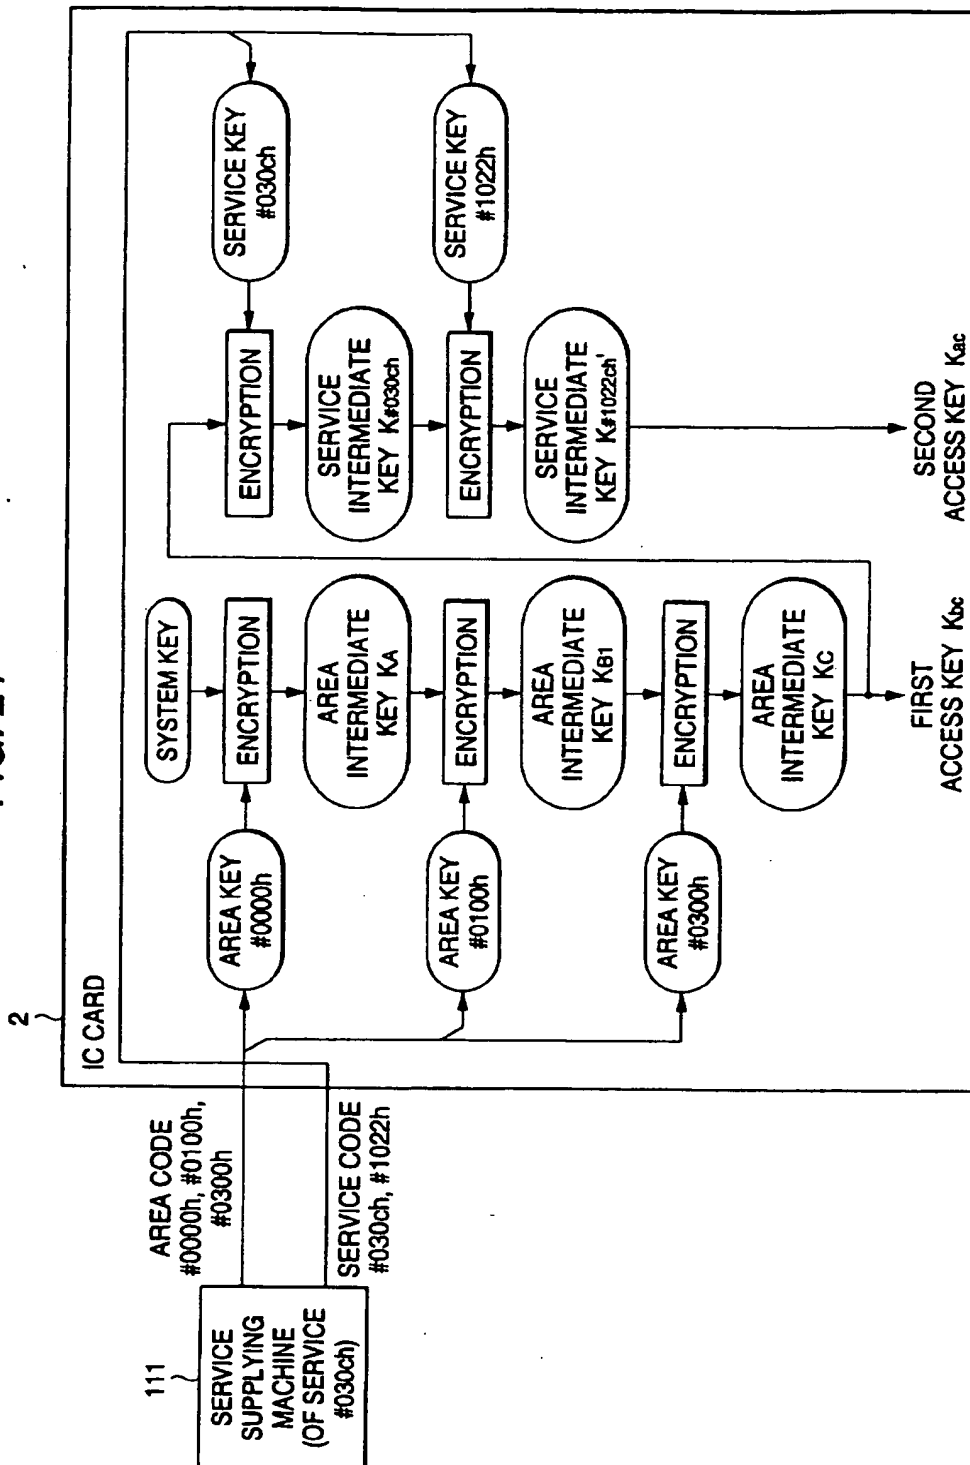 2
IC CARD
111
SERVICE
SUPPLYING
MACHINE
(OF SERVICE
#030ch)
AREA CODE
#0000h, #0100h,
#0300h
SERVICE CODE
#030ch, #1022h
AREA KEY
#0000h
AREA KEY
#0100h
AREA KEY
#0300h
SYSTEM KEY
ENCRYPTION
AREA
INTERMEDIATE
KEY KA
ENCRYPTION
AREA
INTERMEDIATE
KEY KB1
ENCRYPTION
AREA
INTERMEDIATE
KEY KC
FIRST
ACCESS KEY Kbc
SERVICE KEY
#030ch
SERVICE KEY
#1022h
ENCRYPTION
SERVICE
INTERMEDIATE
KEY K#030ch
ENCRYPTION
SERVICE
INTERMEDIATE
KEY K#1022ch'
SECOND
ACCESS KEY Kac